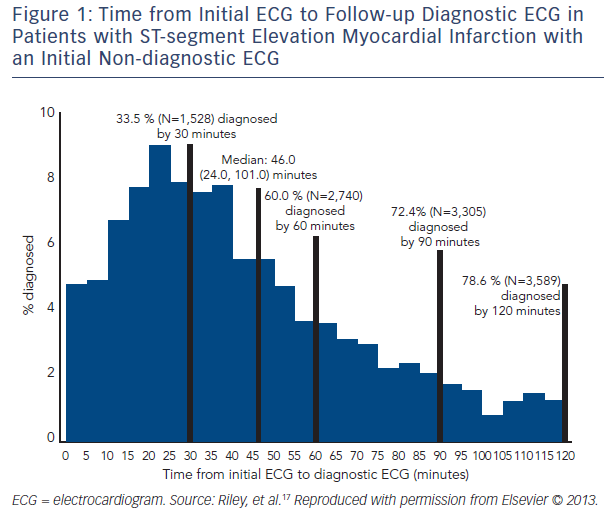 Figure 1: Time from Initial ECG to Follow-up Diagnostic ECG in
Patients with ST-segment Elevation Myocardial Infarction with
an Initial Non-diagnostic ECG
10
8
6
4
2
0
% diagnosed
33.5 % (N=1,528) diagnosed
by 30 minutes
Median: 46.0
(24.0, 101.0) minutes
60.0 % (N=2,740)
diagnosed
by 60 minutes
72.4% (N=3,305)
diagnosed
by 90 minutes
78.6 % (N=3,589)
diagnosed
by 120 minutes
0 5 10 15 20 25 30 35 40 45 50 55 60 65 70 75 80 85 90 95 100 105 110 115 120
Time from initial ECG to diagnostic ECG (minutes)
ECG = electrocardiogram. Source: Riley, et al.¹⁷ Reproduced with permission from Elsevier © 2013.